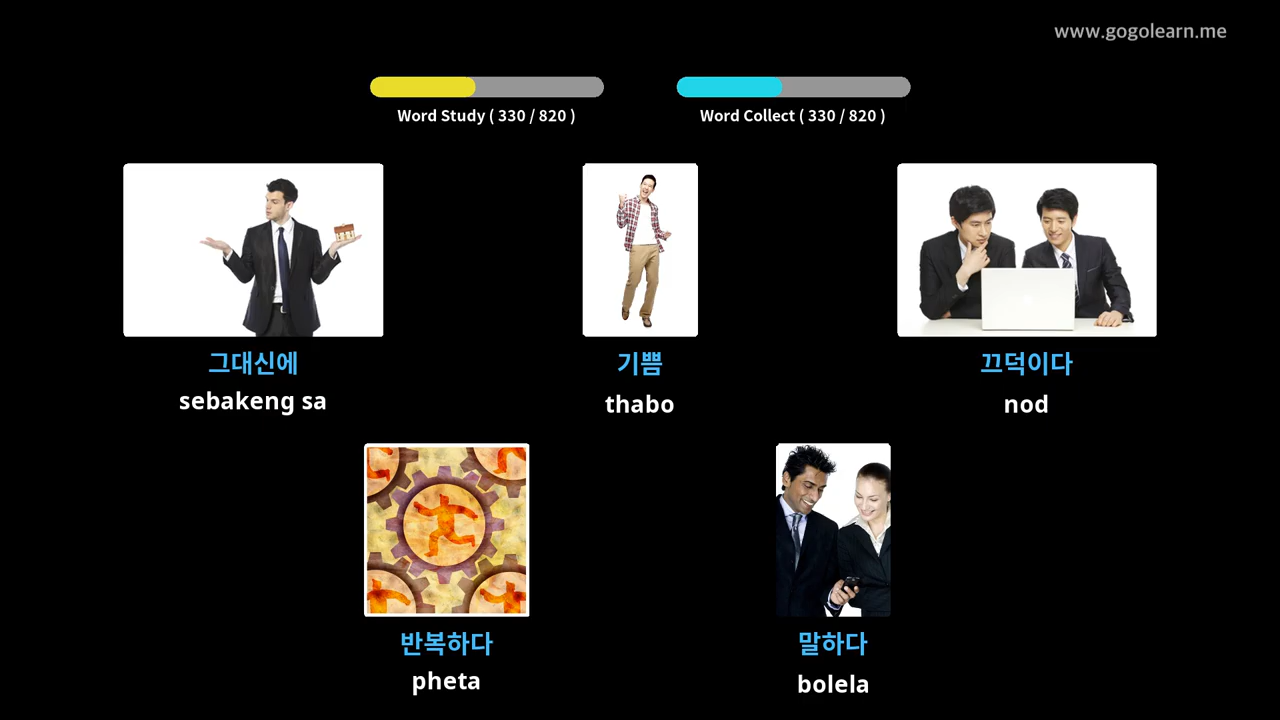 www.gogolearn.me
Word Study ( 330 / 820 )
Word Collect ( 330 / 820 )
그대신에
sebakeng sa
기쁨
thabo
끄덕이다
nod
반복하다
pheta
말하다
bolela